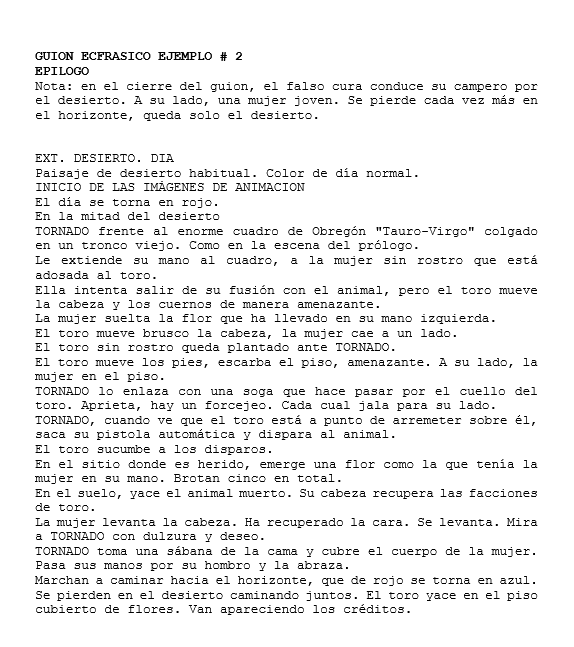 GUION ECFRASICO EJEMPLO # 2
EPILOGO
Nota: en el cierre del guion, el falso cura conduce su campero por
el desierto. A su lado, una mujer joven. Se pierde cada vez más en
el horizonte, queda solo el desierto.
EXT. DESIERTO. DIA
Paisaje de desierto habitual. Color de día normal.
INICIO DE LAS IMÁGENES DE ANIMACION
El día se torna en rojo.
En la mitad del desierto
TORNADO frente al enorme cuadro de Obregón "Tauro-Virgo" colgado
en un tronco viejo. Como en la escena del prólogo.
Le extiende su mano al cuadro, a la mujer sin rostro que está
adosada al toro.
Ella intenta salir de su fusión con el animal, pero el toro mueve
la cabeza y los cuernos de manera amenazante.
La mujer suelta la flor que ha llevado en su mano izquierda.
El toro mueve brusco la cabeza, la mujer cae a un lado.
El toro sin rostro queda plantado ante TORNADO.
El toro mueve los pies, escarba el piso, amenazante. A su lado, la
mujer en el piso.
TORNADO lo enlaza con una soga que hace pasar por el cuello del
toro. Aprieta, hay un forcejeo. Cada cual jala para su lado.
TORNADO, cuando ve que el toro está a punto de arremeter sobre él,
saca su pistola automática y dispara al animal.
El toro sucumbe a los disparos.
En el sitio donde es herido, emerge una flor como la que tenía la
mujer en su mano. Brotan cinco en total.
En el suelo, yace el animal muerto. Su cabeza recupera las facciones
de toro.
La mujer levanta la cabeza. Ha recuperado la cara. Se levanta. Mira
a TORNADO con dulzura y deseo.
TORNADO toma una sábana de la cama y cubre el cuerpo de la mujer.
Pasa sus manos por su hombro y la abraza.
Marchan a caminar hacia el horizonte, que de rojo se torna en azul.
Se pierden en el desierto caminando juntos. El toro yace en el piso
cubierto de flores. Van apareciendo los créditos.